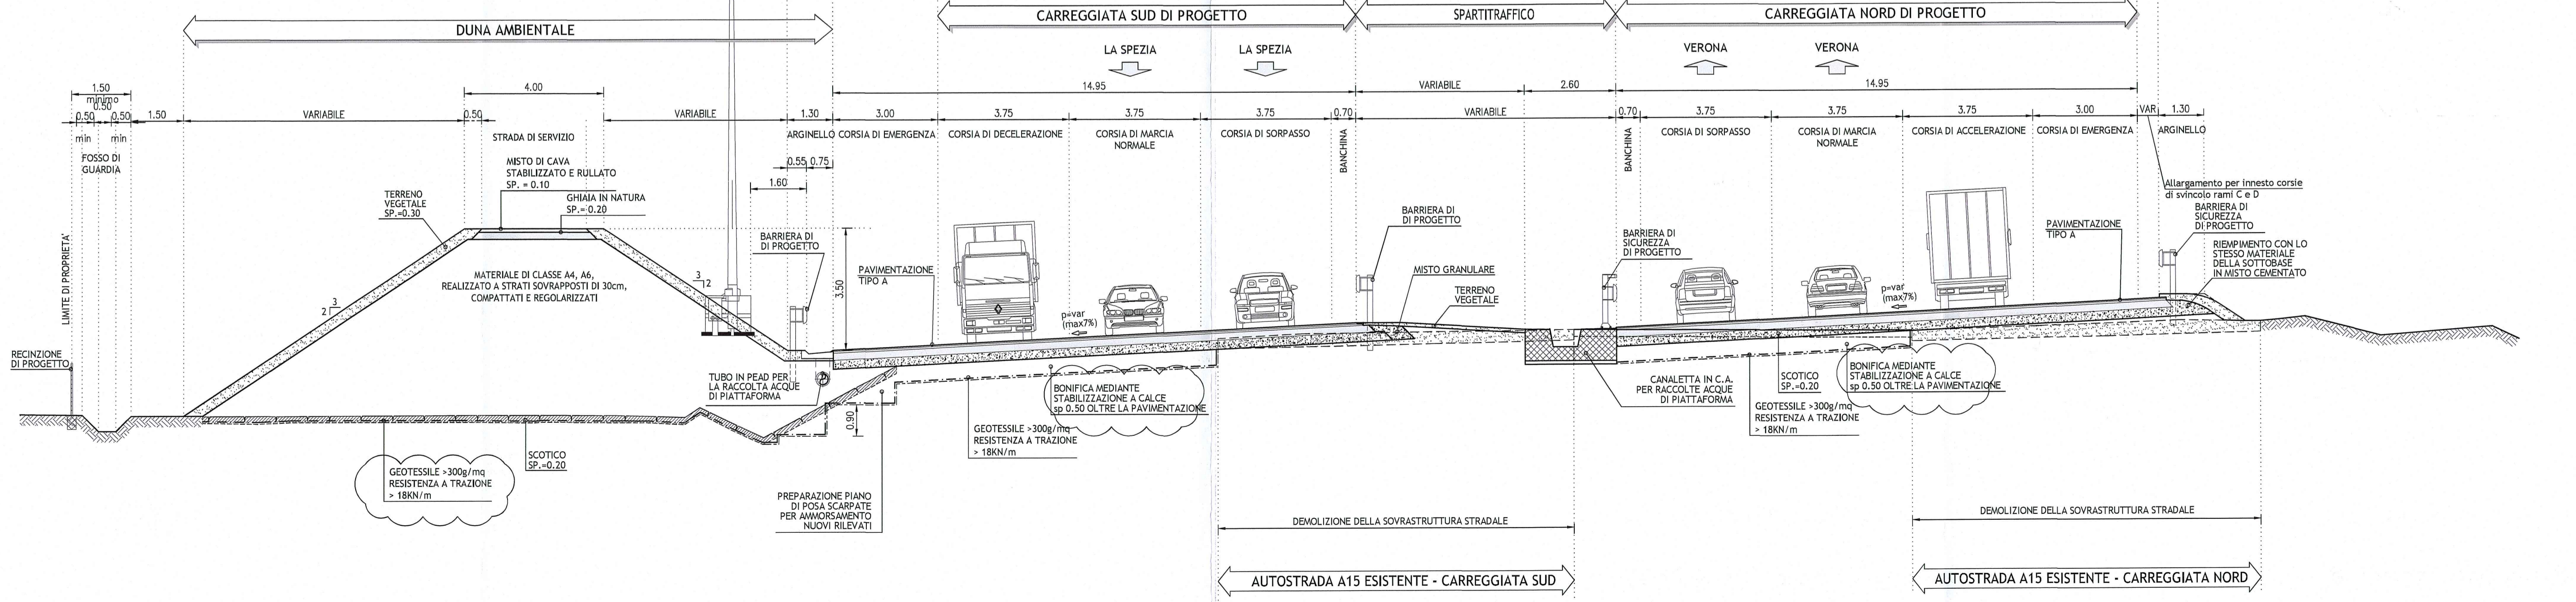 DUNA AMBIENTALE
CARREGGIATA SUD DI PROGETTO
SPARTITRAFFICO
CARREGGIATA NORD DI PROGETTO
LA SPEZIA
LA SPEZIA
VERONA
VERONA
1.50
minimo
4.00
14.95
VARIABILE
2.60
14.95
0.50
0.50
0.50
1.50
VARIABILE
0.50
VARIABILE
1.30
3.00
3.75
3.75
3.75
0.70
VARIABILE
0.70
3.75
3.75
3.75
3.00
VAR
1.30
min
min
STRADA DI SERVIZIO
ARGINELLO
CORSIA DI EMERGENZA
CORSIA DI DECELERAZIONE
CORSIA DI MARCIA
NORMALE
CORSIA DI SORPASSO
BANCHINA
BANCHINA
CORSIA DI SORPASSO
CORSIA DI MARCIA
NORMALE
CORSIA DI ACCELERAZIONE
CORSIA DI EMERGENZA
ARGINELLO
FOSSO DI
GUARDIA
MISTO DI CAVA
STABILIZZATO E RULLATO
SP. = 0.10
GHIAIA IN NATURA
SP.= 0.20
TERRENO
VEGETALE
SP.=0.30
0.55
0.75
1.60
Allargamento per innesto corsie
di svincolo rami C e D
LIMITE DI PROPRIETA'
BARRIERA DI
DI PROGETTO
BARRIERA DI
DI PROGETTO
BARRIERA DI
SICUREZZA
DI PROGETTO
PAVIMENTAZIONE
TIPO A
BARRIERA DI
SICUREZZA
DI PROGETTO
RIEMPIMENTO CON LO
STESSO MATERIALE
DELLA SOTTOBASE
IN MISTO CEMENTATO
MATERIALE DI CLASSE A4, A6,
REALIZZATO A STRATI SOVRAPPOSTI DI 30cm,
COMPATTATI E REGOLARIZZATI
3
2
3
2
3.50
PAVIMENTAZIONE
TIPO A
MISTO GRANULARE
TERRENO
VEGETALE
p=var
(max7%)
p=var
(max7%)
RECINZIONE
DI PROGETTO
TUBO IN PEAD PER
LA RACCOLTA ACQUE
DI PIATTAFORMA
0.90
BONIFICA MEDIANTE
STABILIZZAZIONE A CALCE
sp 0.50 OLTRE LA PAVIMENTAZIONE
CANALETTA IN C.A.
PER RACCOLTE ACQUE
DI PIATTAFORMA
SCOTICO
SP.=0.20
BONIFICA MEDIANTE
STABILIZZAZIONE A CALCE
sp 0.50 OLTRE LA PAVIMENTAZIONE
GEOTESSILE >300g/mq
RESISTENZA A TRAZIONE
> 18KN/m
GEOTESSILE >300g/mq
RESISTENZA A TRAZIONE
> 18KN/m
GEOTESSILE >300g/mq
RESISTENZA A TRAZIONE
> 18KN/m
SCOTICO
SP.=0.20
PREPARAZIONE PIANO
DI POSA SCARPATE
PER AMMORSAMENTO
NUOVI RILEVATI
DEMOLIZIONE DELLA SOVRASTRUTTURA STRADALE
DEMOLIZIONE DELLA SOVRASTRUTTURA STRADALE
AUTOSTRADA A15 ESISTENTE - CARREGGIATA SUD
AUTOSTRADA A15 ESISTENTE - CARREGGIATA NORD